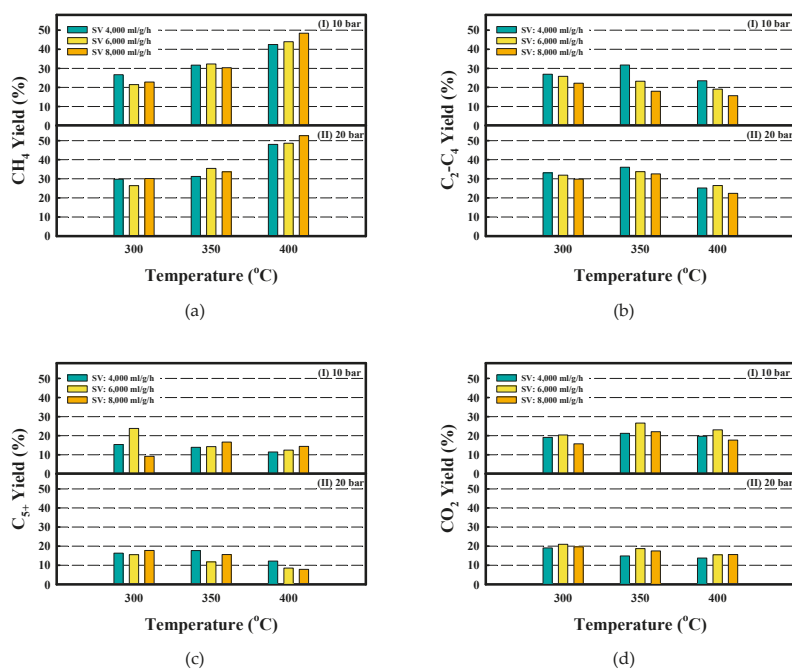 (I) 10 bar
SV 4,000 ml/g/h
SV 6,000 ml/g/h
SV 8,000 ml/g/h
50
40
30
20
10
0
(II) 20 bar
50
40
30
20
10
0
CH4 Yield (%)
300 350 400
Temperature (oC)
(a)
(I) 10 bar
SV: 4,000 ml/g/h
SV: 6,000 ml/g/h
SV: 8,000 ml/g/h
50
40
30
20
10
0
(II) 20 bar
50
40
30
20
10
0
C2-C4 Yield (%)
300 350 400
Temperature (oC)
(b)
(I) 10 bar
SV: 4,000 ml/g/h
SV: 6,000 ml/g/h
SV: 8,000 ml/g/h
50
40
30
20
10
0
(II) 20 bar
50
40
30
20
10
0
C5+ Yield (%)
300 350 400
Temperature (oC)
(c)
(I) 10 bar
SV: 4,000 ml/g/h
SV: 6,000 ml/g/h
SV: 8,000 ml/g/h
50
40
30
20
10
0
(II) 20 bar
50
40
30
20
10
0
CO2 Yield (%)
300 350 400
Temperature (oC)
(d)